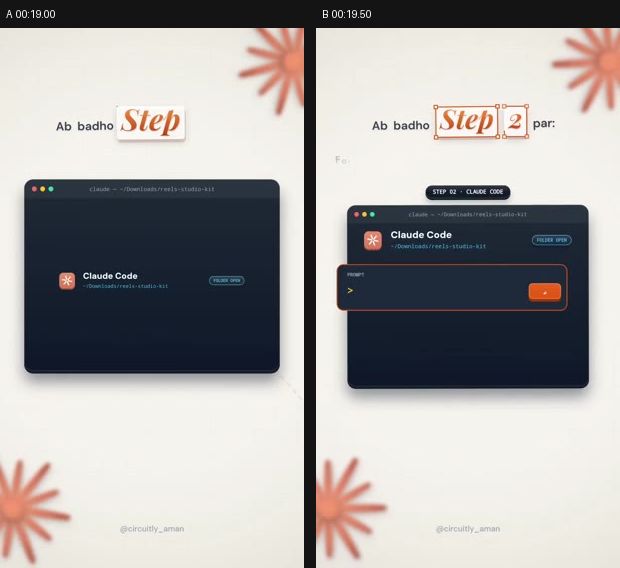 A 00:19.00
Ab badho Step
claude — ~/Downloads/reels-studio-kit
Claude Code
~/Downloads/reels-studio-kit
FOLDER OPEN
@circuitly_aman
B 00:19.50
Ab badho Step 2 par:
Fo
STEP 02 · CLAUDE CODE
claude — ~/Downloads/reels-studio-kit
Claude Code
~/Downloads/reels-studio-kit
FOLDER OPEN
PROMPT
>
@circuitly_aman